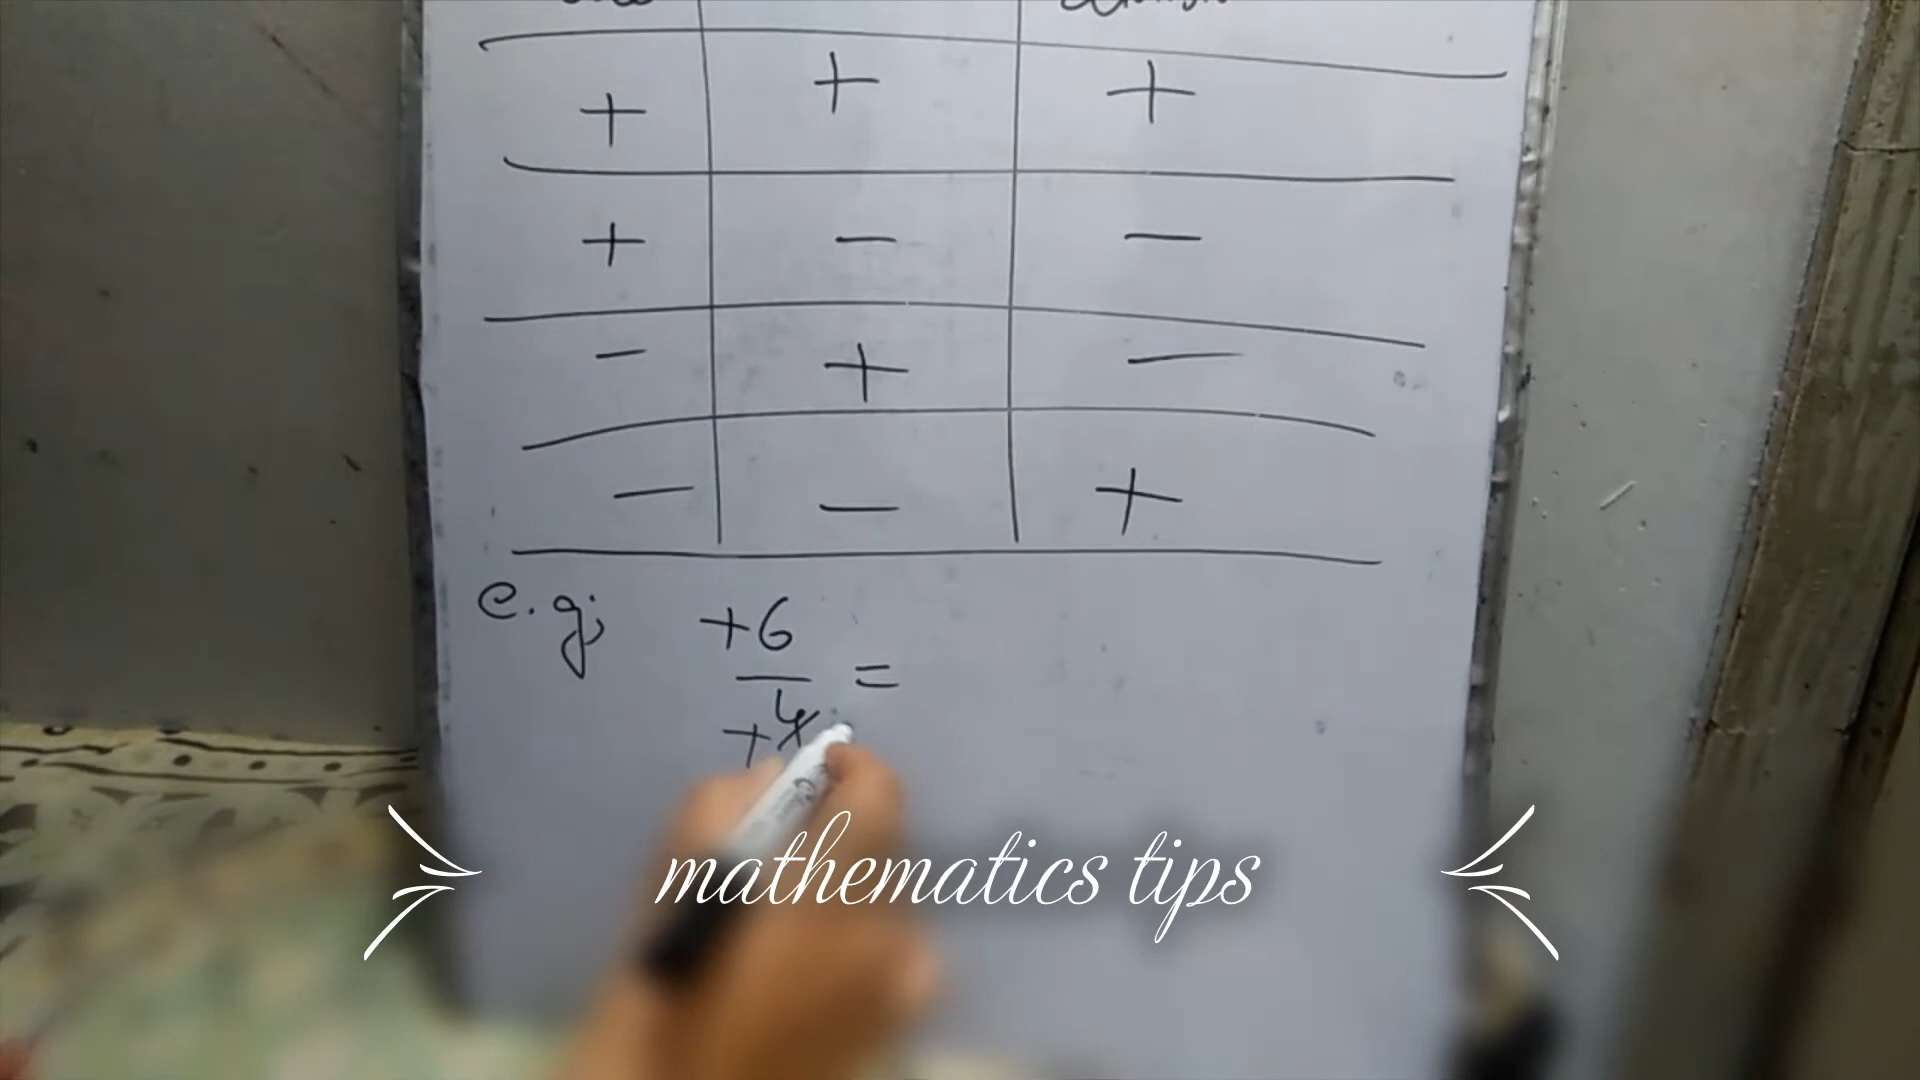 + + +
+ − −
− + −
− − +
e.g; +6
=
+4
mathematics tips